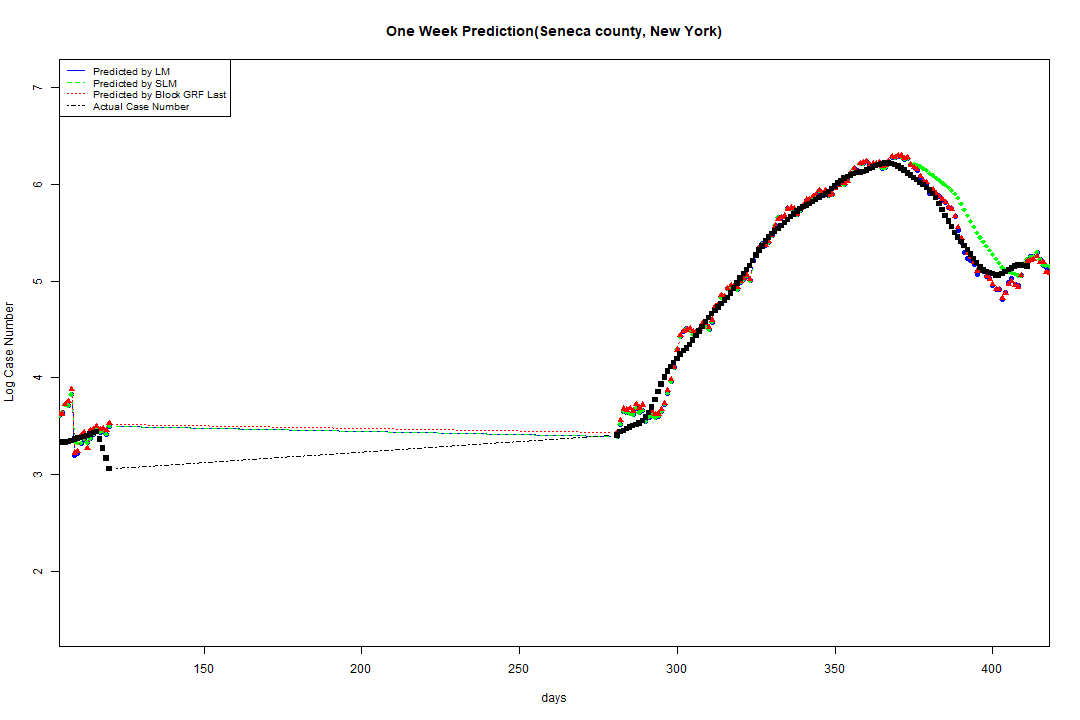 One Week Prediction(Seneca county, New York)
Predicted by LM
Predicted by SLM
Predicted by Block GRF Last
Actual Case Number
Log Case Number
7
6
5
4
3
2
150
200
250
300
350
400
days